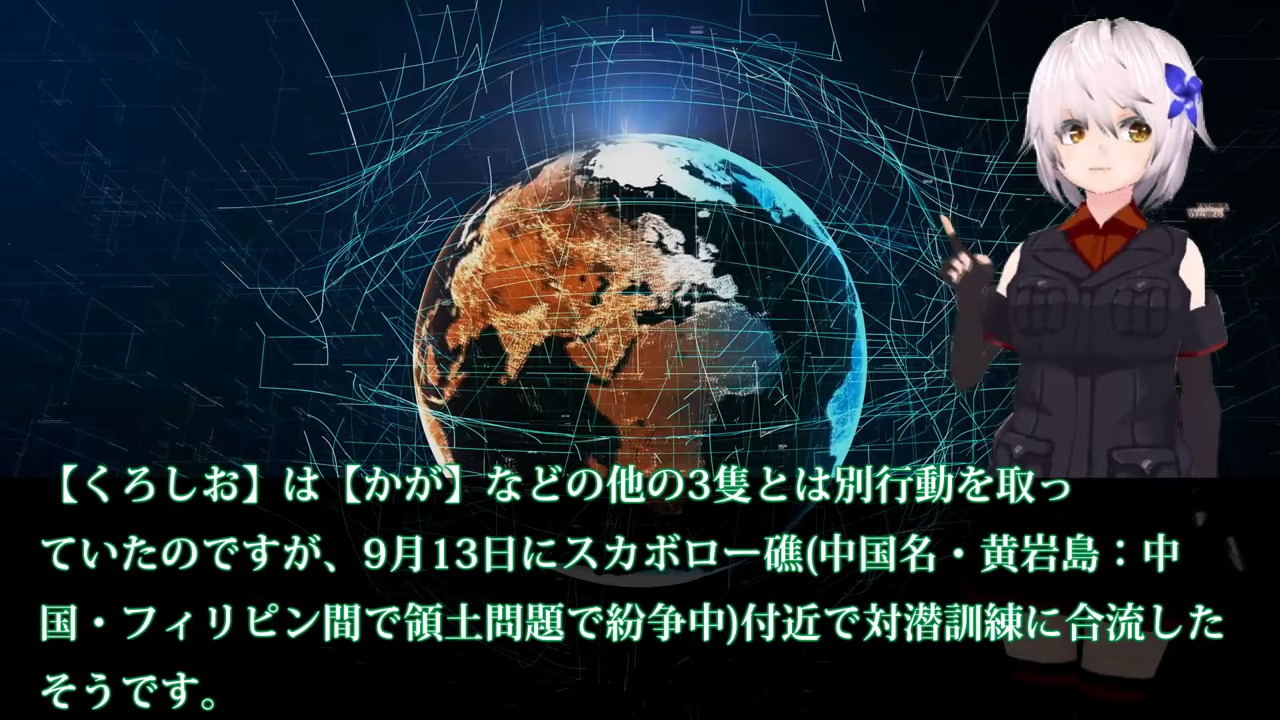 【くろしお】は【かが】などの他の3隻とは別行動を取っ
ていたのですが、9月13日にスカボロー礁(中国名・黄岩島：中
国・フィリピン間で領土問題で紛争中)付近で対潜訓練に合流した
そうです。